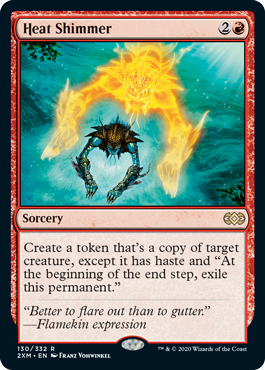 Heat Shimmer 2
Sorcery
Create a token that's a copy of target
creature, except it has haste and "At
the beginning of the end step, exile
this permanent."
"Better to flare out than to gutter."
—Flamekin expression
130/332 R
2XM • EN Franz Vohwinkel ™ & © 2020 Wizards of the Coast